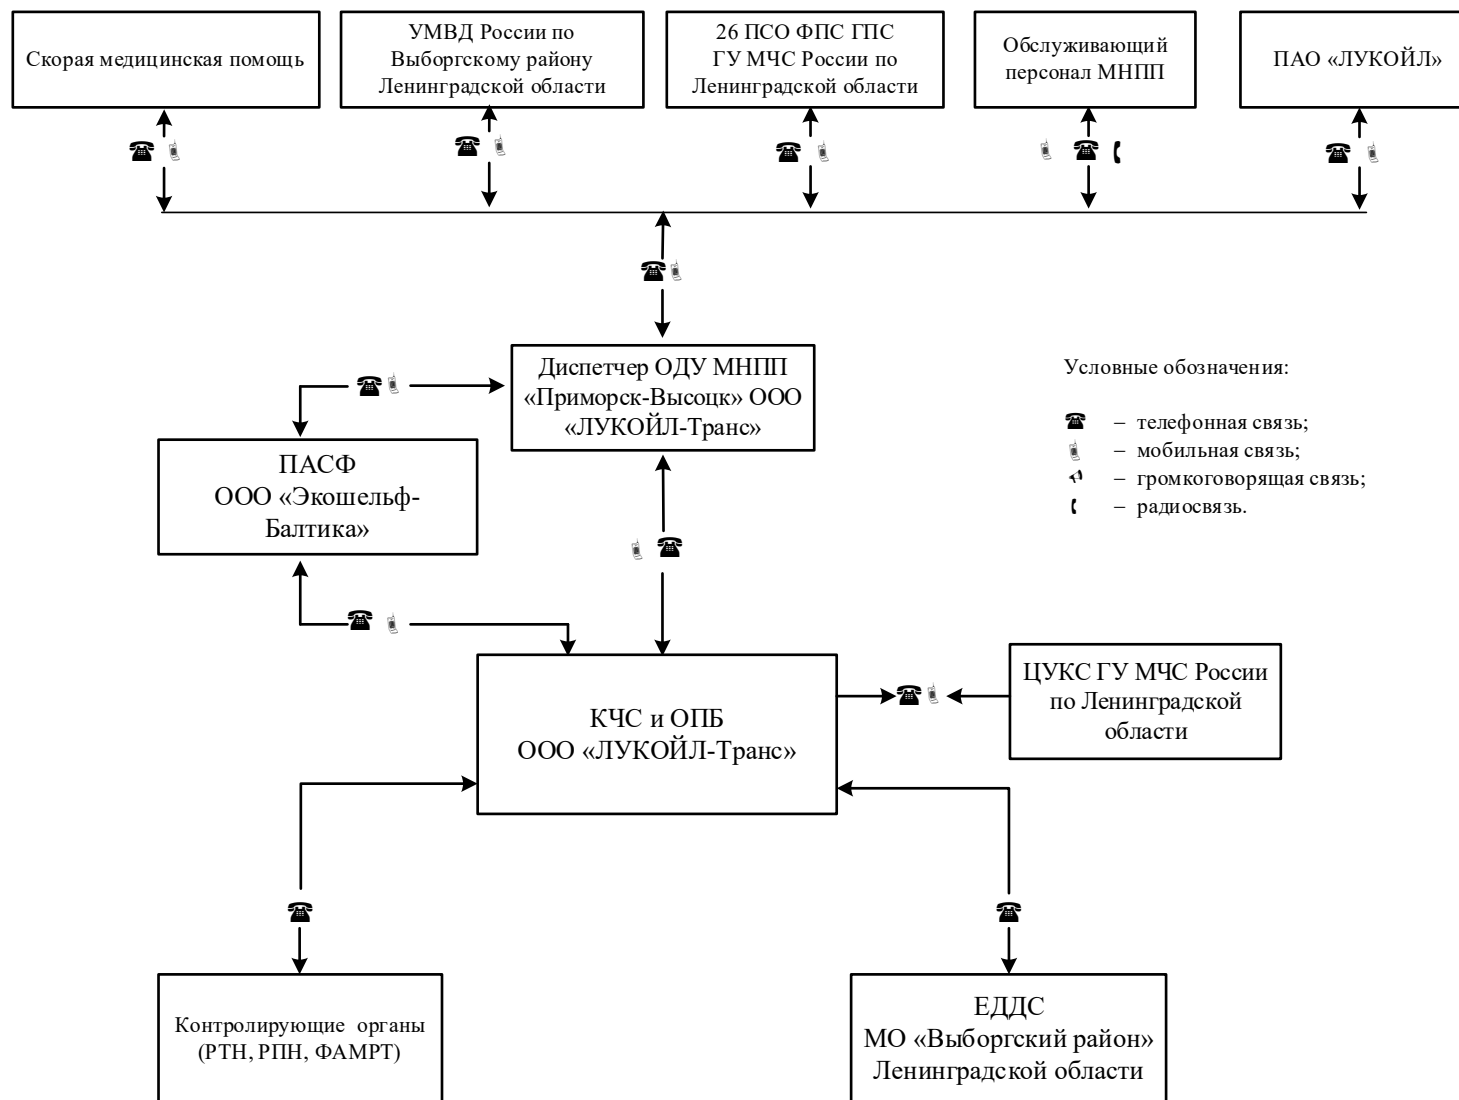 Скорая медицинская помощь
УМВД России по
Выборгскому району
Ленинградской области
26 ПСО ФПС ГПС
ГУ МЧС России по
Ленинградской области
Обслуживающий
персонал МНПП
ПАО «ЛУКОЙЛ»
Диспетчер ОДУ МНПП
«Приморск-Высоцк» ООО
«ЛУКОЙЛ-Транс»
Условные обозначения:
– телефонная связь;
– мобильная связь;
– громкоговорящая связь;
– радиосвязь.
ПАСФ
ООО «Экошельф-
Балтика»
КЧС и ОПБ
ООО «ЛУКОЙЛ-Транс»
ЦУКС ГУ МЧС России
по Ленинградской
области
Контролирующие органы
(РТН, РПН, ФАМРТ)
ЕДДС
МО «Выборгский район»
Ленинградской области